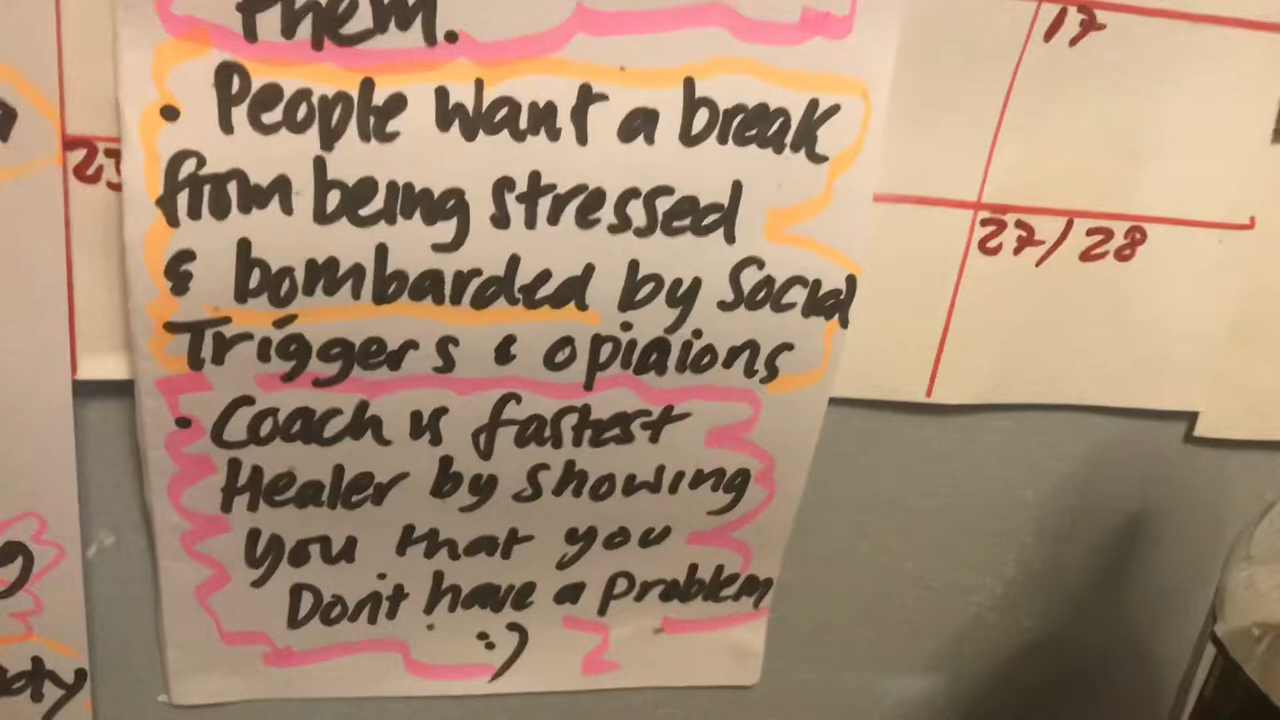 them.
17
• People want a break
from being stressed
& bombarded by Social
Triggers & opinions
23
27/28
• Coach is fastest
Healer by showing
you that you
Don't have a problem
:)